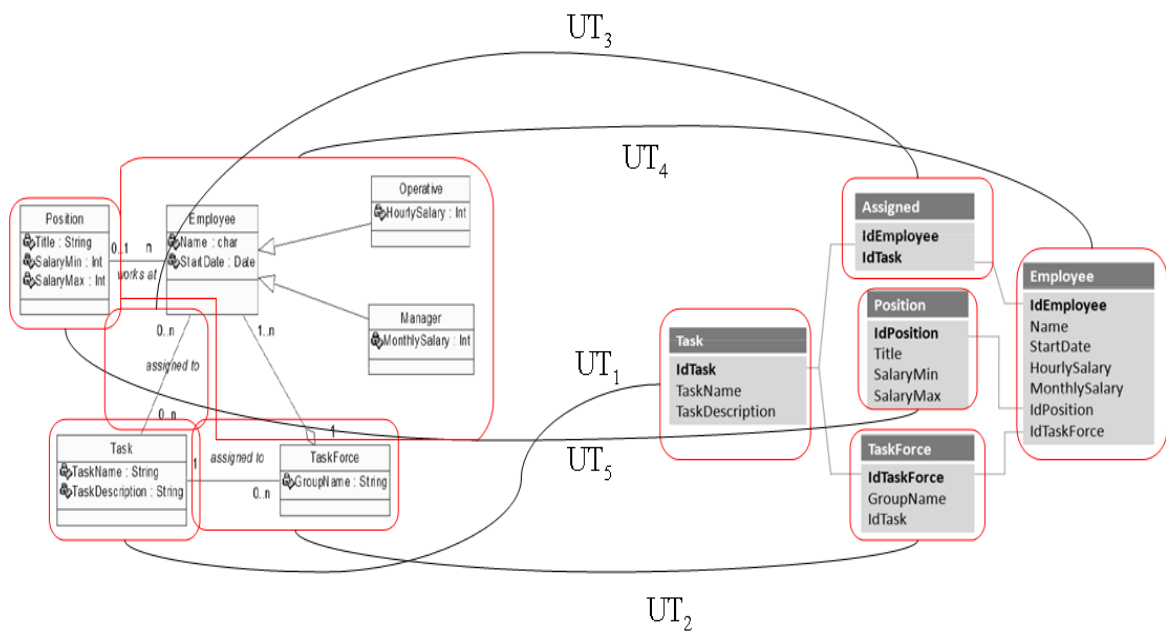 UT3
UT4
Position
Title : String
SalaryMin : Int
SalaryMax : Int
0..1
n
works at
Employee
Name : char
StartDate : Date
Operative
HourlySalary : Int
Manager
MonthlySalary : Int
0..n
assigned to
0..n
1..n
1
Task
TaskName : String
TaskDescription : String
1
assigned to
0..n
TaskForce
GroupName : String
UT1
UT5
UT2
Task
IdTask
TaskName
TaskDescription
Assigned
IdEmployee
IdTask
Position
IdPosition
Title
SalaryMin
SalaryMax
TaskForce
IdTaskForce
GroupName
IdTask
Employee
IdEmployee
Name
StartDate
HourlySalary
MonthlySalary
IdPosition
IdTaskForce